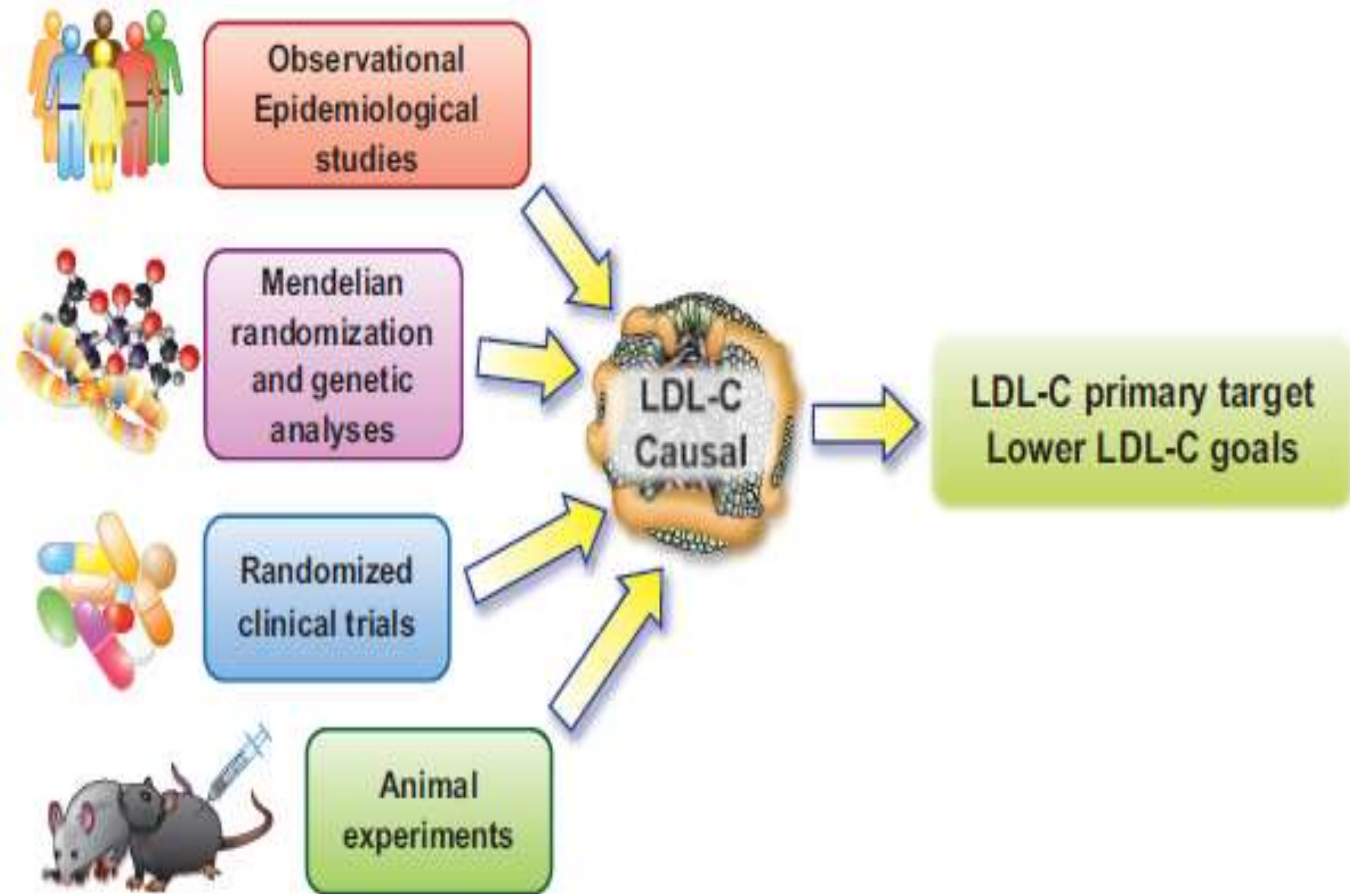 Observational
Epidemiological
studies
Mendelian
randomization
and genetic
analyses
Randomized
clinical trials
Animal
experiments
LDL-C
Causal
LDL-C primary target
Lower LDL-C goals